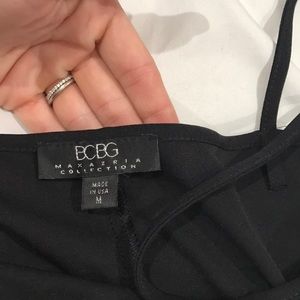 BCBG
MAXAZRIA
COLLECTION
MADE
IN USA
M